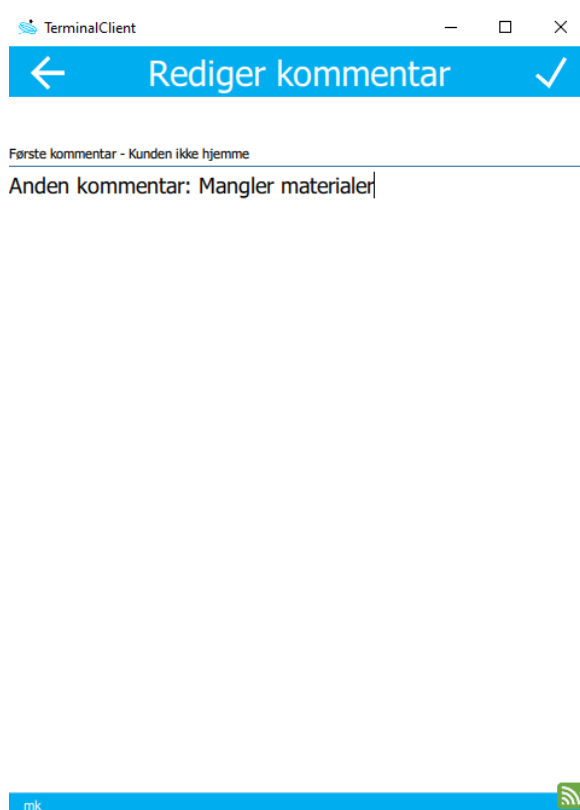 TerminalClient
Rediger kommentar
Første kommentar - Kunden ikke hjemme
Anden kommentar: Mangler materialer
mk